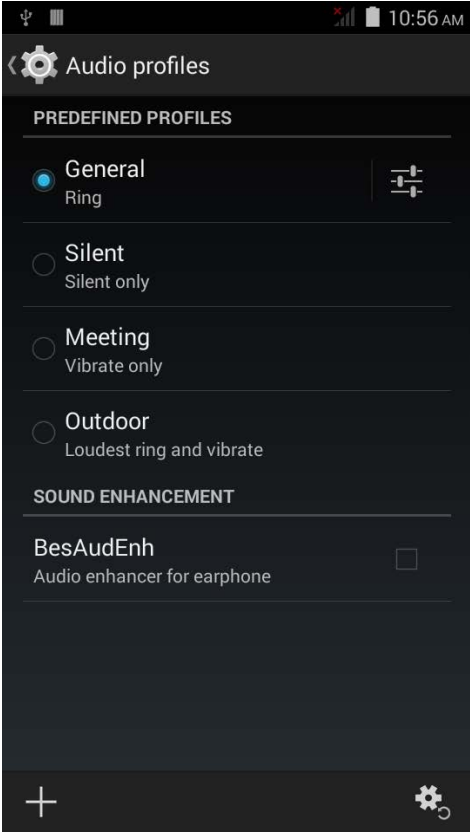 10:56 AM
Audio profiles
PREDEFINED PROFILES
General
Ring
Silent
Silent only
Meeting
Vibrate only
Outdoor
Loudest ring and vibrate
SOUND ENHANCEMENT
BesAudEnh
Audio enhancer for earphone